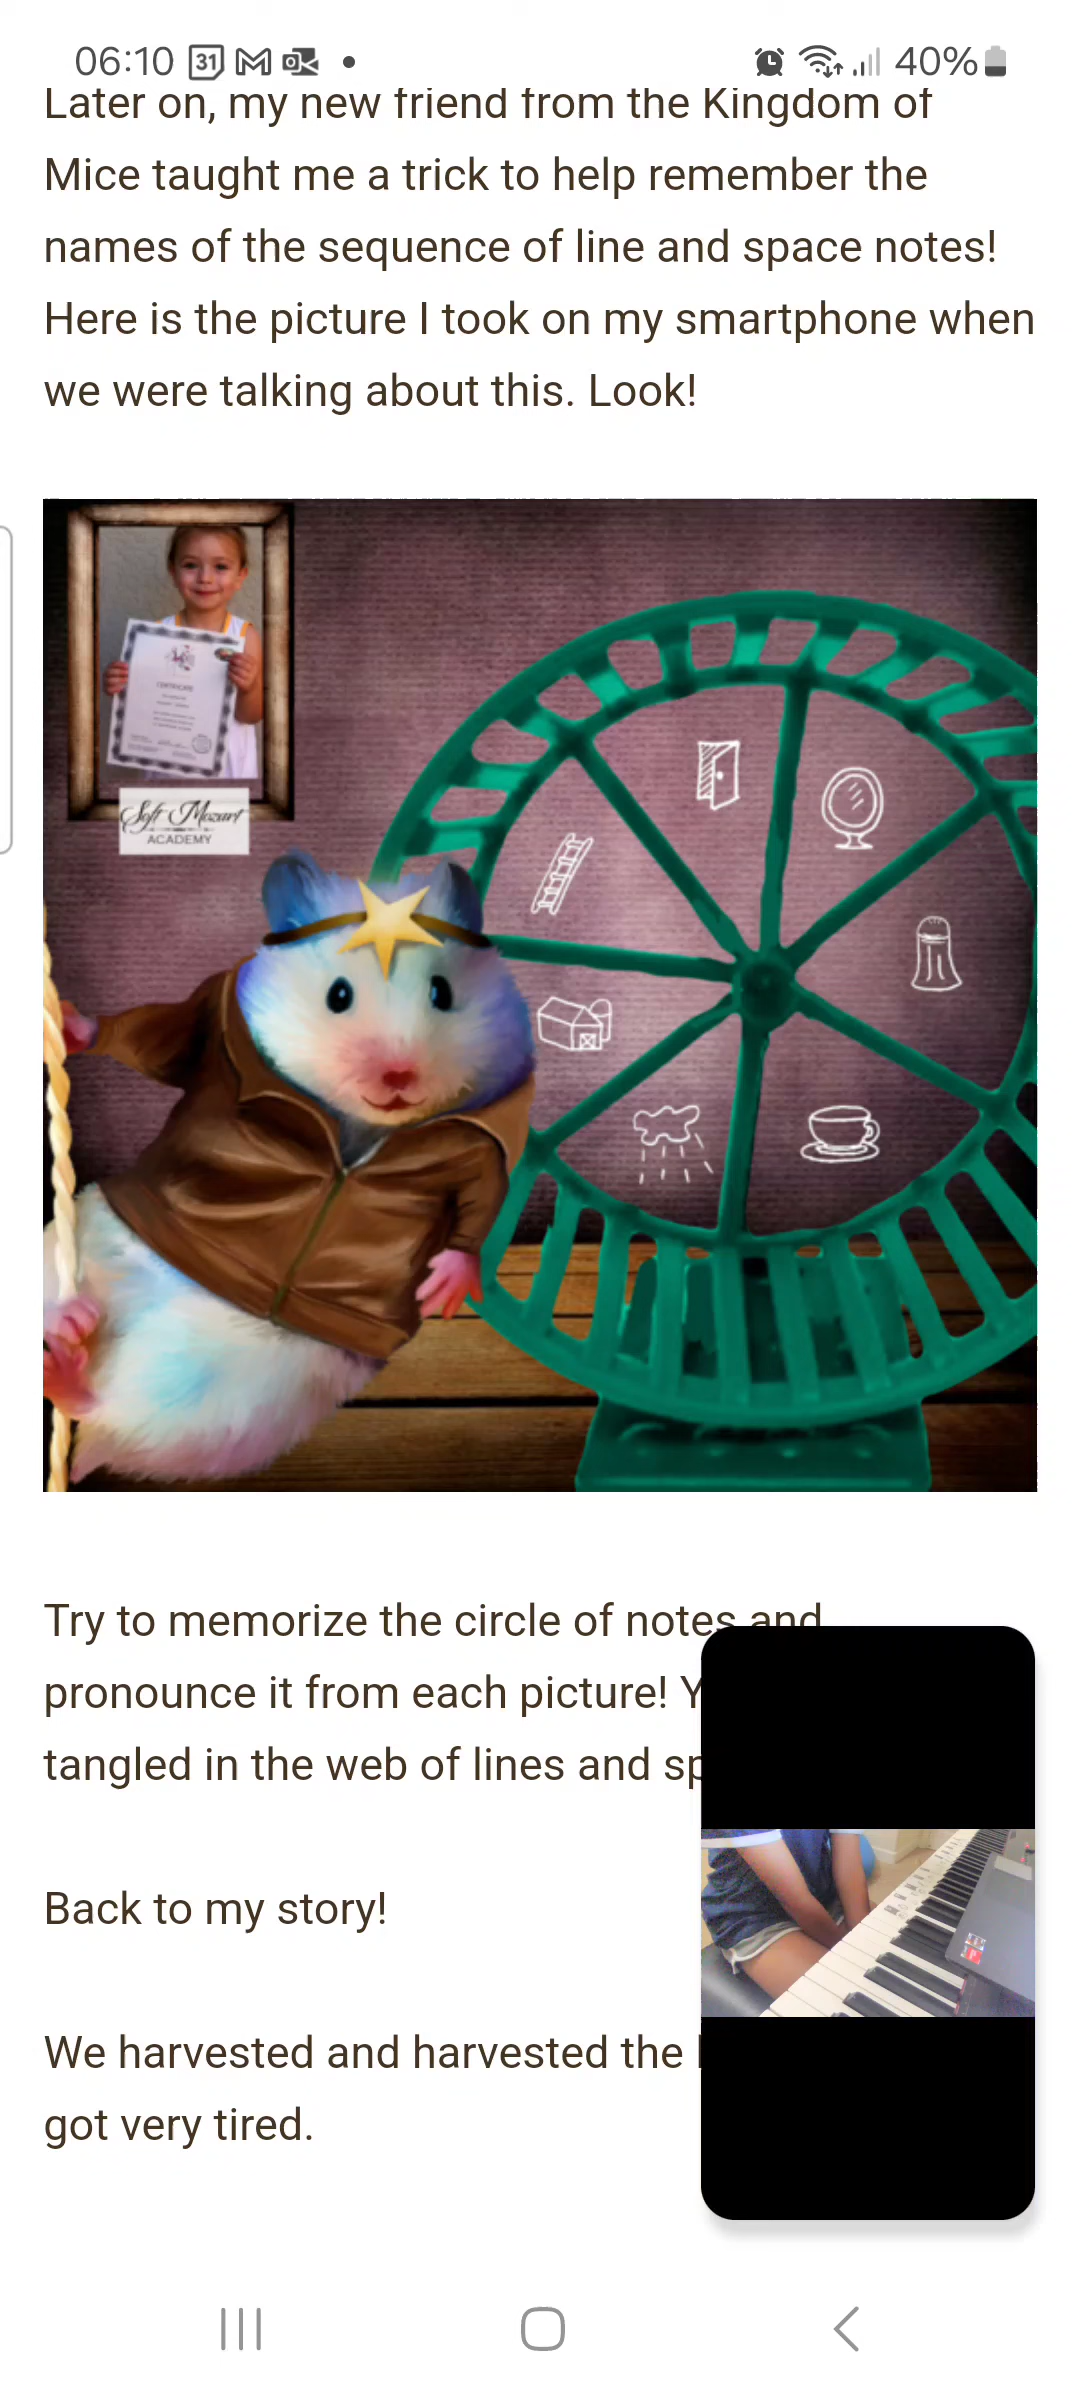 06:10 31 40%
Later on, my new friend from the Kingdom of
Mice taught me a trick to help remember the
names of the sequence of line and space notes!
Here is the picture I took on my smartphone when
we were talking about this. Look!
CERTIFICATE
Soft Mozart
ACADEMY
Try to memorize the circle of notes and
pronounce it from each picture! Y
tangled in the web of lines and sp
Back to my story!
We harvested and harvested the
got very tired.